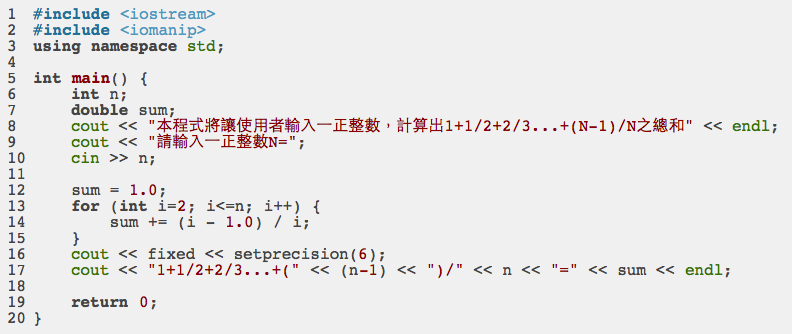 1 #include <iostream>
2 #include <iomanip>
3 using namespace std;
4
5 int main() {
6     int n;
7     double sum;
8     cout << "本程式將讓使用者輸入一正整數，計算出1+1/2+2/3...+(N-1)/N之總和" << endl;
9     cout << "請輸入一正整數N=";
10     cin >> n;
11
12     sum = 1.0;
13     for (int i=2; i<=n; i++) {
14         sum += (i - 1.0) / i;
15     }
16     cout << fixed << setprecision(6);
17     cout << "1+1/2+2/3...+(" << (n-1) << ")/" << n << "=" << sum << endl;
18
19     return 0;
20 }